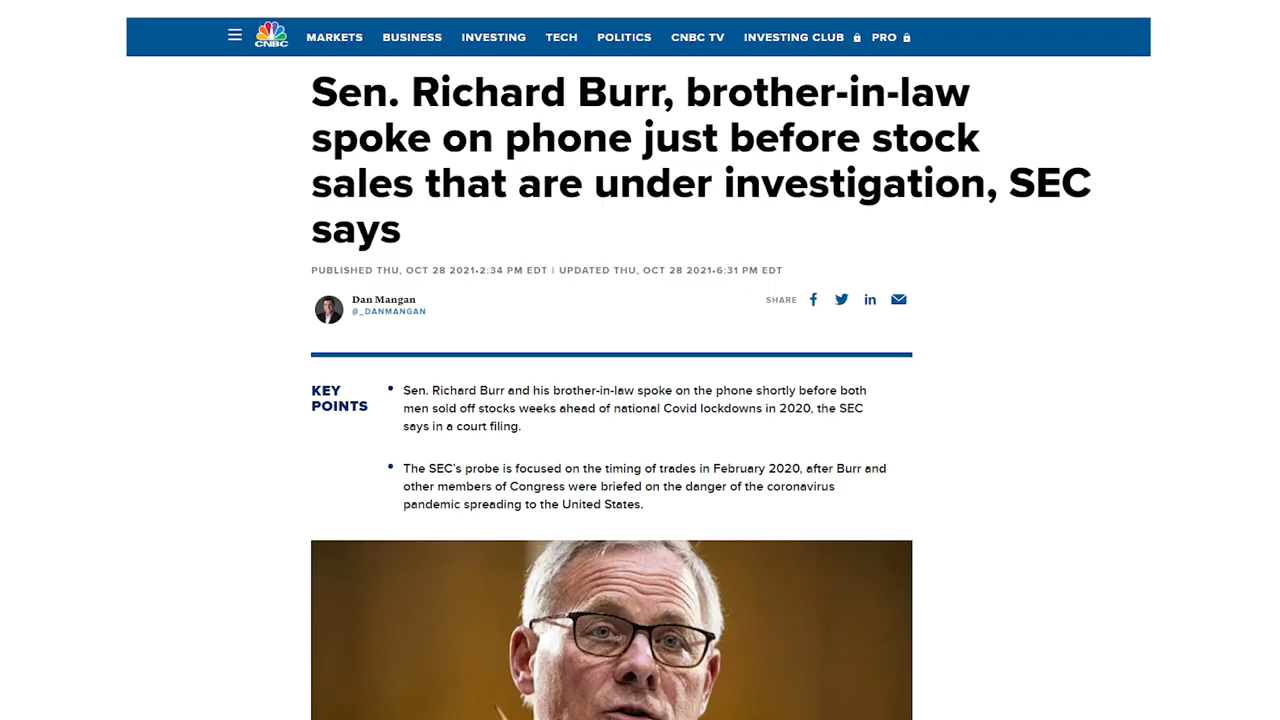 CNBC MARKETS BUSINESS INVESTING TECH POLITICS CNBC TV INVESTING CLUB PRO
Sen. Richard Burr, brother-in-law
spoke on phone just before stock
sales that are under investigation, SEC
says
PUBLISHED THU, OCT 28 2021•2:34 PM EDT | UPDATED THU, OCT 28 2021•6:31 PM EDT
Dan Mangan
@_DANMANGAN
SHARE
KEY
POINTS
• Sen. Richard Burr and his brother-in-law spoke on the phone shortly before both
men sold off stocks weeks ahead of national Covid lockdowns in 2020, the SEC
says in a court filing.
• The SEC's probe is focused on the timing of trades in February 2020, after Burr and
other members of Congress were briefed on the danger of the coronavirus
pandemic spreading to the United States.